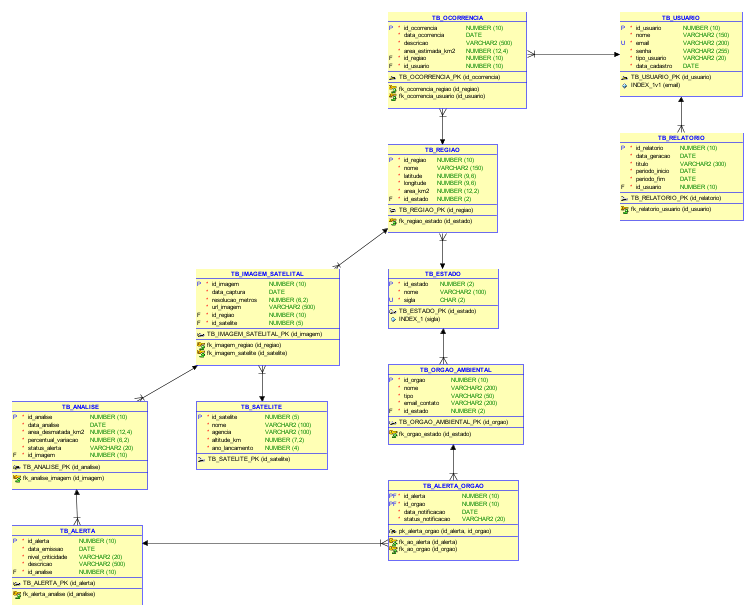 TB_OCORRENCIA
P * id_ocorrencia NUMBER (10)
* data_ocorrencia DATE
* descricao VARCHAR2 (500)
* area_estimada_km2 NUMBER (12,4)
F * id_regiao NUMBER (10)
F * id_usuario NUMBER (10)
TB_OCORRENCIA_PK (id_ocorrencia)
fk_ocorrencia_regiao (id_regiao)
fk_ocorrencia_usuario (id_usuario)
TB_USUARIO
P * id_usuario NUMBER (10)
* nome VARCHAR2 (150)
U * email VARCHAR2 (200)
* senha VARCHAR2 (255)
* tipo_usuario VARCHAR2 (20)
* data_cadastro DATE
TB_USUARIO_PK (id_usuario)
INDEX_1v1 (email)
TB_RELATORIO
P * id_relatorio NUMBER (10)
* data_geracao DATE
* titulo VARCHAR2 (300)
* periodo_inicio DATE
* periodo_fim DATE
F * id_usuario NUMBER (10)
TB_RELATORIO_PK (id_relatorio)
fk_relatorio_usuario (id_usuario)
TB_REGIAO
P * id_regiao NUMBER (10)
* nome VARCHAR2 (150)
* latitude NUMBER (9,6)
* longitude NUMBER (9,6)
* area_km2 NUMBER (12,2)
F * id_estado NUMBER (2)
TB_REGIAO_PK (id_regiao)
fk_regiao_estado (id_estado)
TB_IMAGEM_SATELITAL
P * id_imagem NUMBER (10)
* data_captura DATE
* resolucao_metros NUMBER (6,2)
* url_imagem VARCHAR2 (500)
F * id_regiao NUMBER (10)
F * id_satelite NUMBER (5)
TB_IMAGEM_SATELITAL_PK (id_imagem)
fk_imagem_regiao (id_regiao)
fk_imagem_satelite (id_satelite)
TB_ESTADO
P * id_estado NUMBER (2)
* nome VARCHAR2 (100)
U * sigla CHAR (2)
TB_ESTADO_PK (id_estado)
INDEX_1 (sigla)
TB_ORGAO_AMBIENTAL
P * id_orgao NUMBER (10)
* nome VARCHAR2 (200)
* tipo VARCHAR2 (50)
* email_contato VARCHAR2 (200)
F * id_estado NUMBER (2)
TB_ORGAO_AMBIENTAL_PK (id_orgao)
fk_orgao_estado (id_estado)
TB_ANALISE
P * id_analise NUMBER (10)
* data_analise DATE
* area_desmatada_km2 NUMBER (12,4)
* percentual_variacao NUMBER (6,2)
* status_alerta VARCHAR2 (20)
F * id_imagem NUMBER (10)
TB_ANALISE_PK (id_analise)
fk_analise_imagem (id_imagem)
TB_SATELITE
P * id_satelite NUMBER (5)
* nome VARCHAR2 (100)
* agencia VARCHAR2 (100)
* altitude_km NUMBER (7,2)
* ano_lancamento NUMBER (4)
TB_SATELITE_PK (id_satelite)
TB_ALERTA_ORGAO
PF * id_alerta NUMBER (10)
PF * id_orgao NUMBER (10)
* data_notificacao DATE
* status_notificacao VARCHAR2 (20)
pk_alerta_orgao (id_alerta, id_orgao)
fk_ao_alerta (id_alerta)
fk_ao_orgao (id_orgao)
TB_ALERTA
P * id_alerta NUMBER (10)
* data_emissao DATE
* nivel_criticidade VARCHAR2 (20)
* descricao VARCHAR2 (500)
F * id_analise NUMBER (10)
TB_ALERTA_PK (id_alerta)
fk_alerta_analise (id_analise)